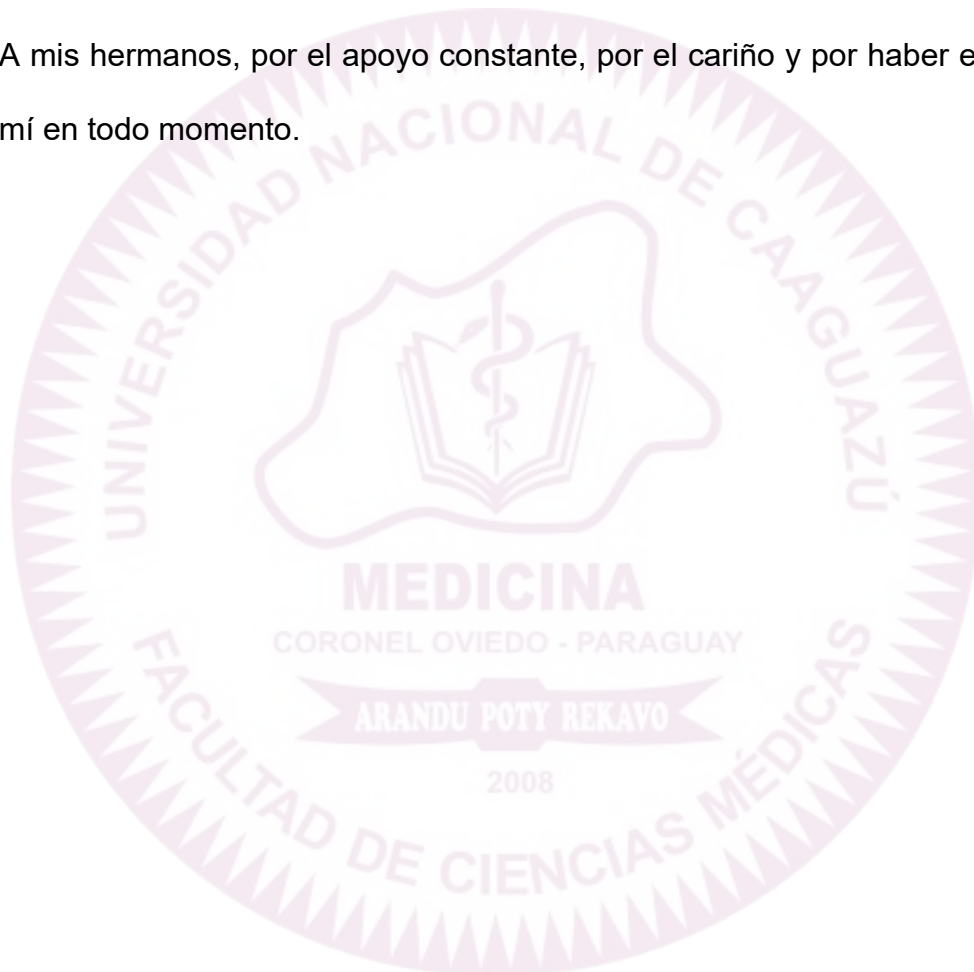 A mis hermanos, por el apoyo constante, por el cariño y por haber
mí en todo momento.
UNIVERSIDAD NACIONAL DE CAAGUAZÚ
MEDICINA
CORONEL OVIEDO - PARAGUAY
ARANDU POTY REKAVO
2008
FACULTAD DE CIENCIAS MÉDICAS